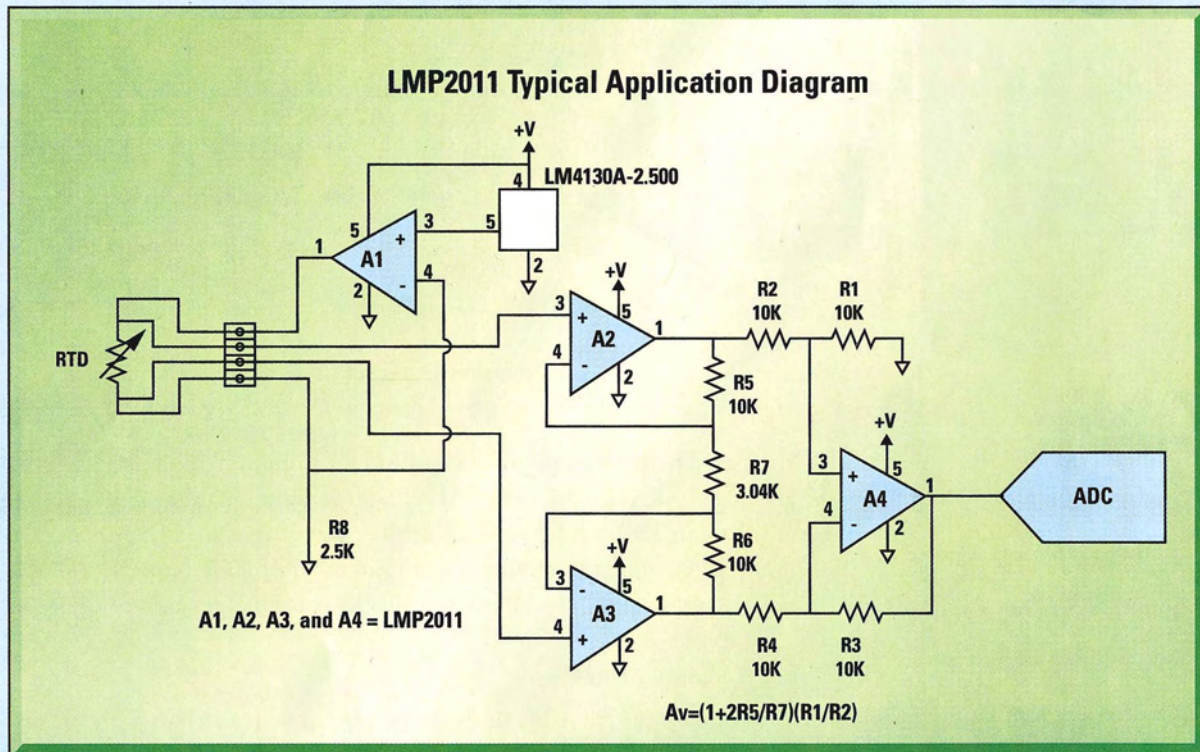 LMP2011 Typical Application Diagram
+V
4
LM4130A-2.500
5
3
5
1
+
A1
-
4
2
2
+V
3
+
5
A2
1
4
-
2
R2
10K
R1
10K
RTD
R5
10K
R7
3.04K
+V
3
+
5
A4
1
4
-
2
ADC
R8
2.5K
R6
10K
+V
3
-
5
A3
1
4
+
2
R4
10K
R3
10K
A1, A2, A3, and A4 = LMP2011
Av=(1+2R5/R7)(R1/R2)